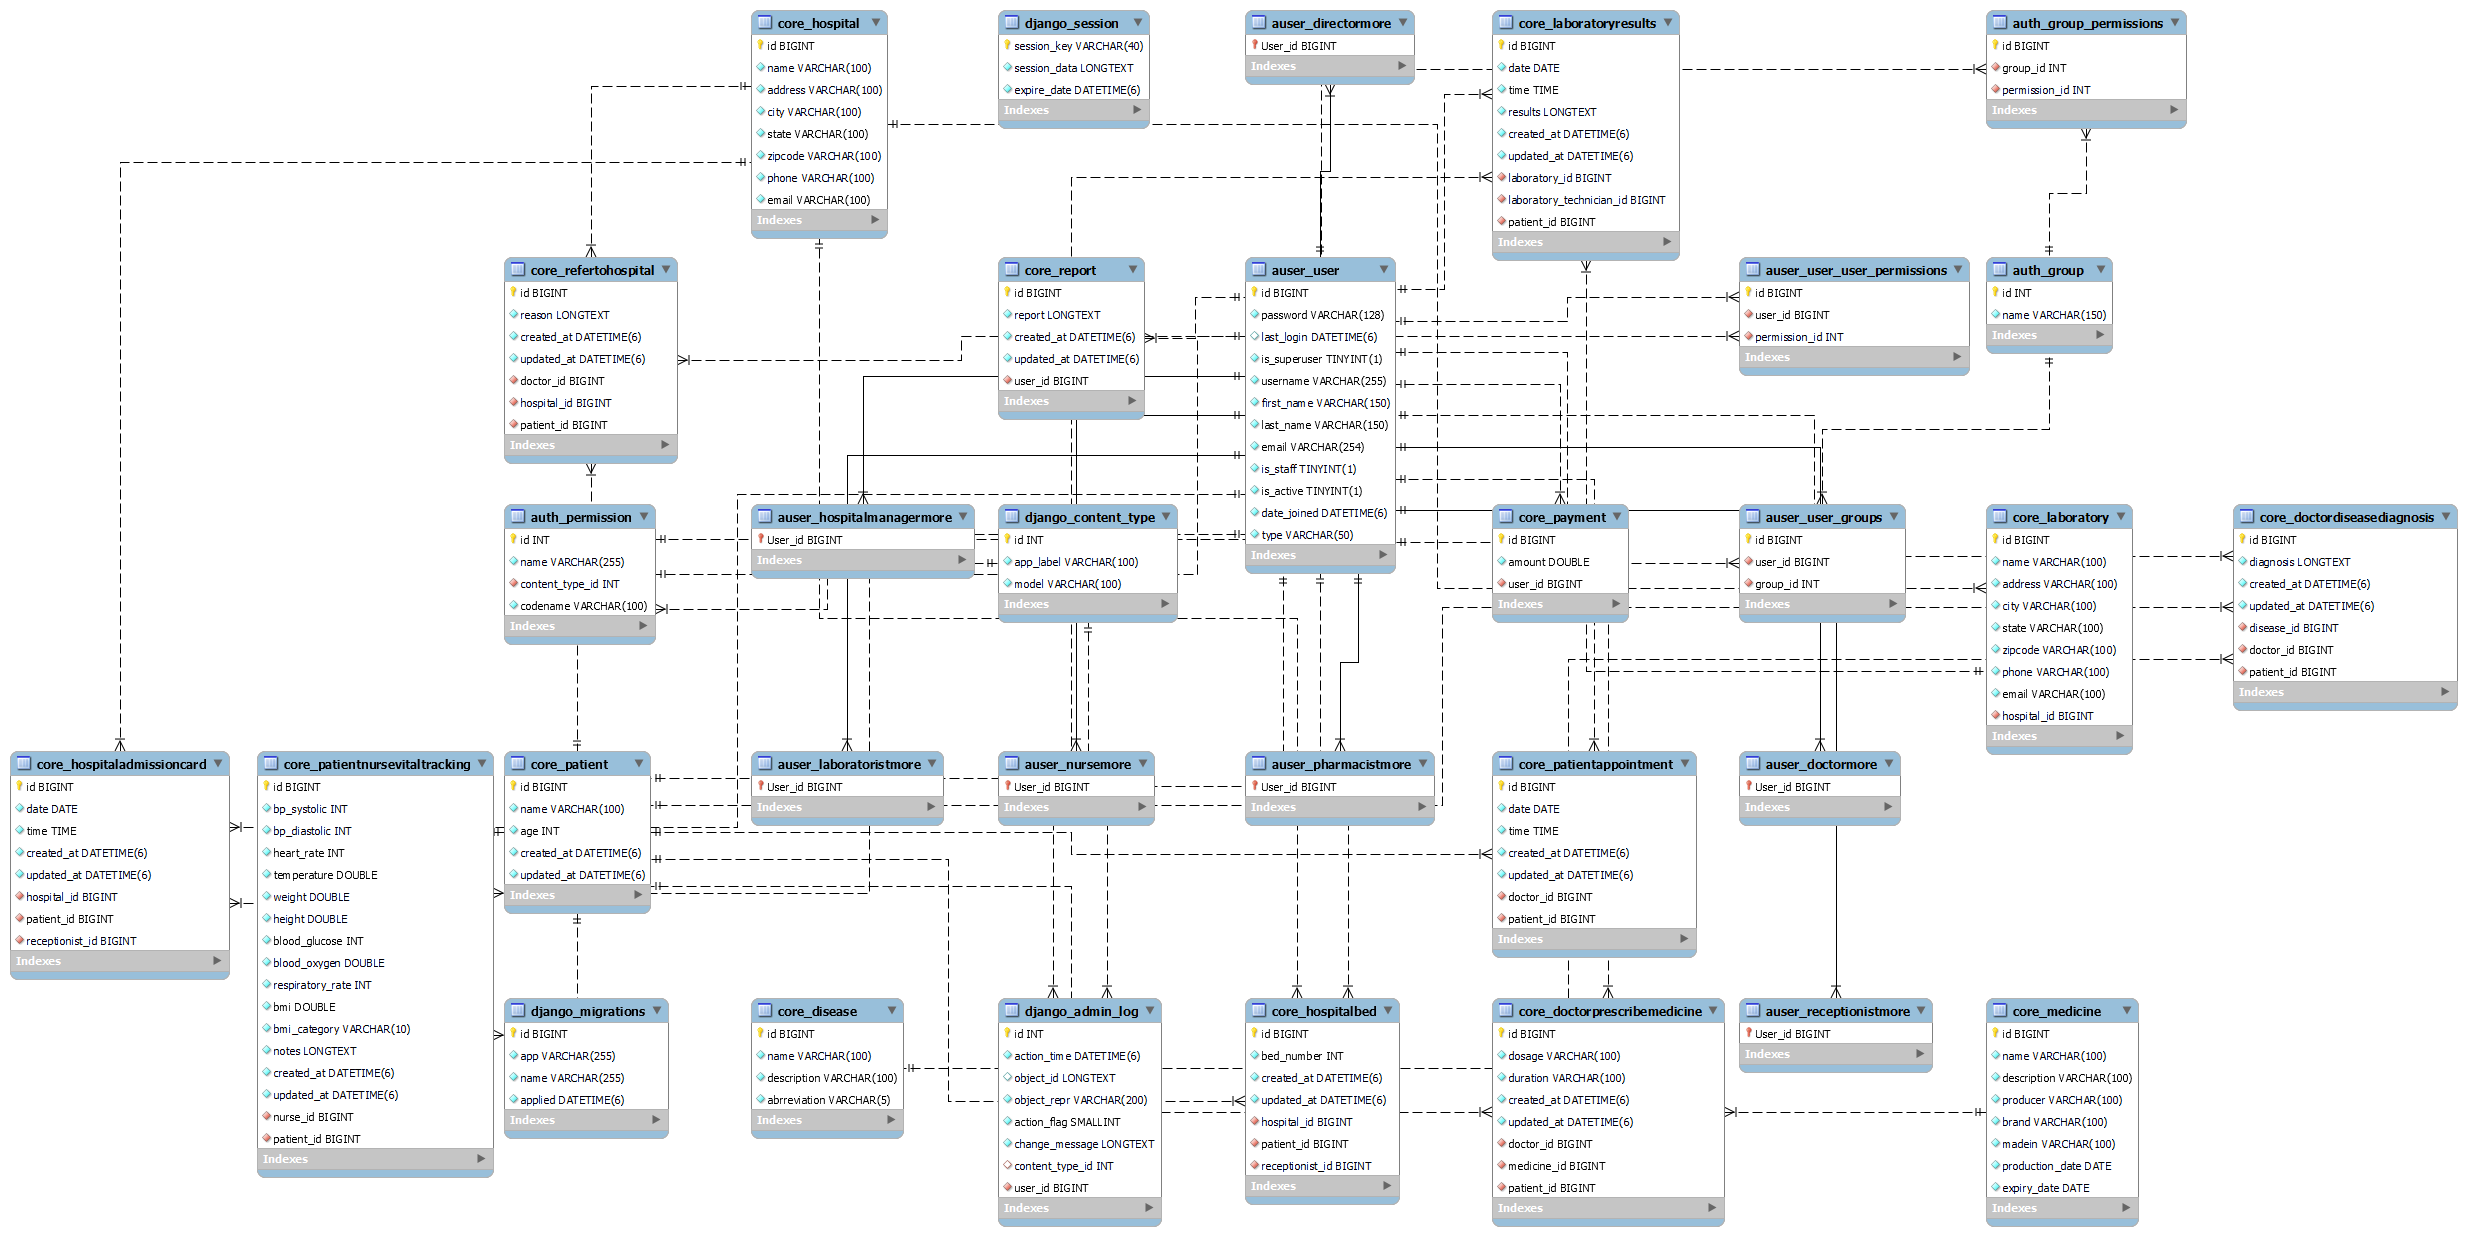 core_hospital
id BIGINT
name VARCHAR(100)
address VARCHAR(100)
city VARCHAR(100)
state VARCHAR(100)
zipcode VARCHAR(100)
phone VARCHAR(100)
email VARCHAR(100)
Indexes
django_session
session_key VARCHAR(40)
session_data LONGTEXT
expire_date DATETIME(6)
Indexes
auser_directormore
User_id BIGINT
Indexes
core_laboratoryresults
id BIGINT
date DATE
time TIME
results LONGTEXT
created_at DATETIME(6)
updated_at DATETIME(6)
laboratory_id BIGINT
laboratory_technician_id BIGINT
patient_id BIGINT
Indexes
auth_group_permissions
id BIGINT
group_id INT
permission_id INT
Indexes
core_refertohospital
id BIGINT
reason LONGTEXT
created_at DATETIME(6)
updated_at DATETIME(6)
doctor_id BIGINT
hospital_id BIGINT
patient_id BIGINT
Indexes
core_report
id BIGINT
report LONGTEXT
created_at DATETIME(6)
updated_at DATETIME(6)
user_id BIGINT
Indexes
auser_user
id BIGINT
password VARCHAR(128)
last_login DATETIME(6)
is_superuser TINYINT(1)
username VARCHAR(255)
first_name VARCHAR(150)
last_name VARCHAR(150)
email VARCHAR(254)
is_staff TINYINT(1)
is_active TINYINT(1)
date_joined DATETIME(6)
type VARCHAR(50)
Indexes
auser_user_user_permissions
id BIGINT
user_id BIGINT
permission_id INT
Indexes
auth_group
id INT
name VARCHAR(150)
Indexes
auth_permission
id INT
name VARCHAR(255)
content_type_id INT
codename VARCHAR(100)
Indexes
auser_hospitalmanagermore
User_id BIGINT
Indexes
django_content_type
id INT
app_label VARCHAR(100)
model VARCHAR(100)
Indexes
core_payment
id BIGINT
amount DOUBLE
user_id BIGINT
Indexes
auser_user_groups
id BIGINT
user_id BIGINT
group_id INT
Indexes
core_laboratory
id BIGINT
name VARCHAR(100)
address VARCHAR(100)
city VARCHAR(100)
state VARCHAR(100)
zipcode VARCHAR(100)
phone VARCHAR(100)
email VARCHAR(100)
hospital_id BIGINT
Indexes
core_doctordiseasediagnosis
id BIGINT
diagnosis LONGTEXT
created_at DATETIME(6)
updated_at DATETIME(6)
disease_id BIGINT
doctor_id BIGINT
patient_id BIGINT
Indexes
core_hospitaladmissioncard
id BIGINT
date DATE
time TIME
created_at DATETIME(6)
updated_at DATETIME(6)
hospital_id BIGINT
patient_id BIGINT
receptionist_id BIGINT
Indexes
core_patientnursevitaltracking
id BIGINT
bp_systolic INT
bp_diastolic INT
heart_rate INT
temperature DOUBLE
weight DOUBLE
height DOUBLE
blood_glucose INT
blood_oxygen DOUBLE
respiratory_rate INT
bmi DOUBLE
bmi_category VARCHAR(10)
notes LONGTEXT
created_at DATETIME(6)
updated_at DATETIME(6)
nurse_id BIGINT
patient_id BIGINT
Indexes
core_patient
id BIGINT
name VARCHAR(100)
age INT
created_at DATETIME(6)
updated_at DATETIME(6)
Indexes
auser_laboratoristmore
User_id BIGINT
Indexes
auser_nursemore
User_id BIGINT
Indexes
auser_pharmacistmore
User_id BIGINT
Indexes
core_patientappointment
id BIGINT
date DATE
time TIME
created_at DATETIME(6)
updated_at DATETIME(6)
doctor_id BIGINT
patient_id BIGINT
Indexes
auser_doctormore
User_id BIGINT
Indexes
django_migrations
id BIGINT
app VARCHAR(255)
name VARCHAR(255)
applied DATETIME(6)
Indexes
core_disease
id BIGINT
name VARCHAR(100)
description VARCHAR(100)
abrreviation VARCHAR(5)
Indexes
django_admin_log
id INT
action_time DATETIME(6)
object_id LONGTEXT
object_repr VARCHAR(200)
action_flag SMALLINT
change_message LONGTEXT
content_type_id INT
user_id BIGINT
Indexes
core_hospitalbed
id BIGINT
bed_number INT
created_at DATETIME(6)
updated_at DATETIME(6)
hospital_id BIGINT
patient_id BIGINT
receptionist_id BIGINT
Indexes
core_doctorprescribemedicine
id BIGINT
dosage VARCHAR(100)
duration VARCHAR(100)
created_at DATETIME(6)
updated_at DATETIME(6)
doctor_id BIGINT
medicine_id BIGINT
patient_id BIGINT
Indexes
auser_receptionistmore
User_id BIGINT
Indexes
core_medicine
id BIGINT
name VARCHAR(100)
description VARCHAR(100)
producer VARCHAR(100)
brand VARCHAR(100)
madein VARCHAR(100)
production_date DATE
expiry_date DATE
Indexes